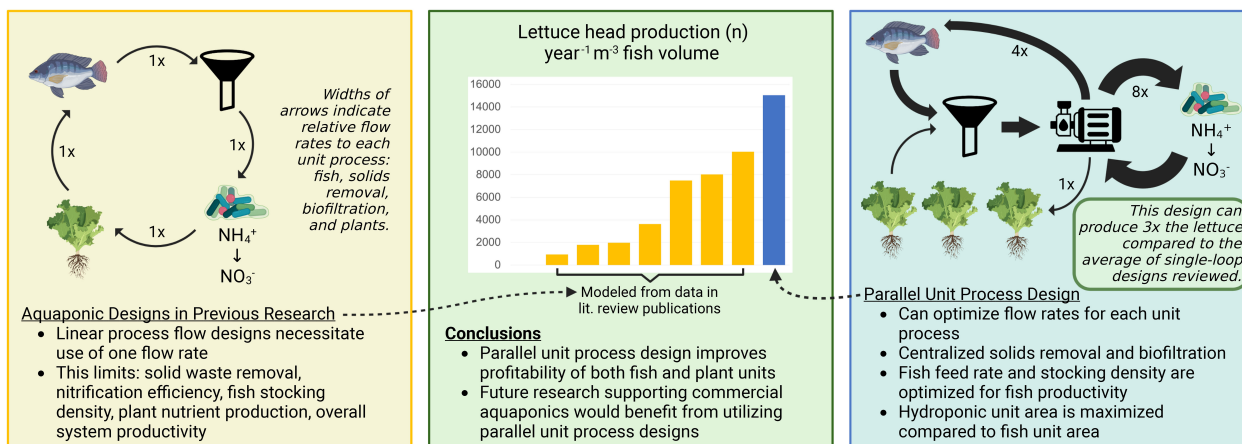 1x
1x
1x
1x
Widths of
arrows indicate
relative flow
rates to each
unit process:
fish, solids
removal,
biofiltration,
and plants.
NH₄⁺
↓
NO₃⁻
Aquaponic Designs in Previous Research
• Linear process flow designs necessitate
use of one flow rate
• This limits: solid waste removal,
nitrification efficiency, fish stocking
density, plant nutrient production, overall
system productivity
Lettuce head production (n)
year⁻¹ m⁻³ fish volume
16000
14000
12000
10000
8000
6000
4000
2000
0
Modeled from data in
lit. review publications
Conclusions
• Parallel unit process design improves
profitability of both fish and plant units
• Future research supporting commercial
aquaponics would benefit from utilizing
parallel unit process designs
4x
8x
NH₄⁺
↓
NO₃⁻
1x
This design can
produce 3x the lettuce
compared to the
average of single-loop
designs reviewed.
Parallel Unit Process Design
• Can optimize flow rates for each unit
process
• Centralized solids removal and biofiltration
• Fish feed rate and stocking density are
optimized for fish productivity
• Hydroponic unit area is maximized
compared to fish unit area